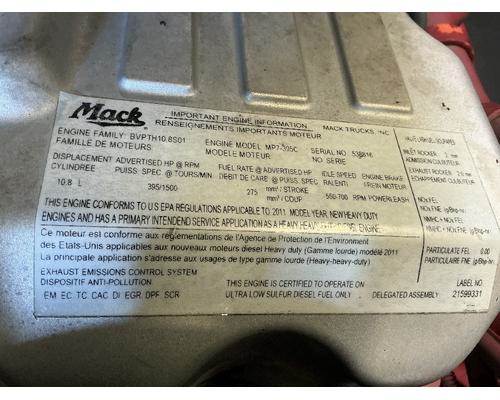 Mack IMPORTANT ENGINE INFORMATION MACK TRUCKS, INC
RENSEIGNEMENTS IMPORTANTS MOTEUR
ENGINE FAMILY: BVPTH10.8S01 ENGINE MODEL SERIAL NO
FAMILLE DE MOTEURS MODELE MOTEUR NO SERIE
DISPLACEMENT ADVERTISED HP @ RPM FUEL RATE @ ADVERTISED HP IDLE SPEED ENGINE BRAKE
CYLINDREE PUISS SPEC @ TOURS/MIN DEBIT DE CARB @ PUISS SPEC RALENTI FREIN MOTEUR
10.8 L 395/1500 275 mm³ / STROKE RPM POWERLEASH
mm³ / COUP
THIS ENGINE CONFORMS TO U S EPA REGULATIONS APPLICABLE TO 2011 MODEL YEAR NEW HEAVY DUTY
ENGINES AND HAS A PRIMARY INTENDEND SERVICE APPLICATION AS A HEAVY ENGINE.
Ce moteur est conforme aux réglementations de l'Agence de Protection de l'Environment
des Etats-Unis applicables aux nouveaux moteurs diesel Heavy duty (Gamme lourde) modèle 2011
La principale application s'adresse aux usages de type gamme lourde (Heavy-heavy-duty)
EXHAUST EMISSIONS CONTROL SYSTEM
DISPOSITIF ANTI-POLLUTION
EM EC TC CAC DI EGR DPF SCR
THIS ENGINE IS CERTIFIED TO OPERATE ON
ULTRA LOW SULFUR DIESEL FUEL ONLY DELEGATED ASSEMBLY
INLET ROCKER mm
EXHAUST ROCKER
PARTICULATE FEL 0.00
PARTICULAIRE FNE (g/Bhp-hr)
LABEL NO.
21599331